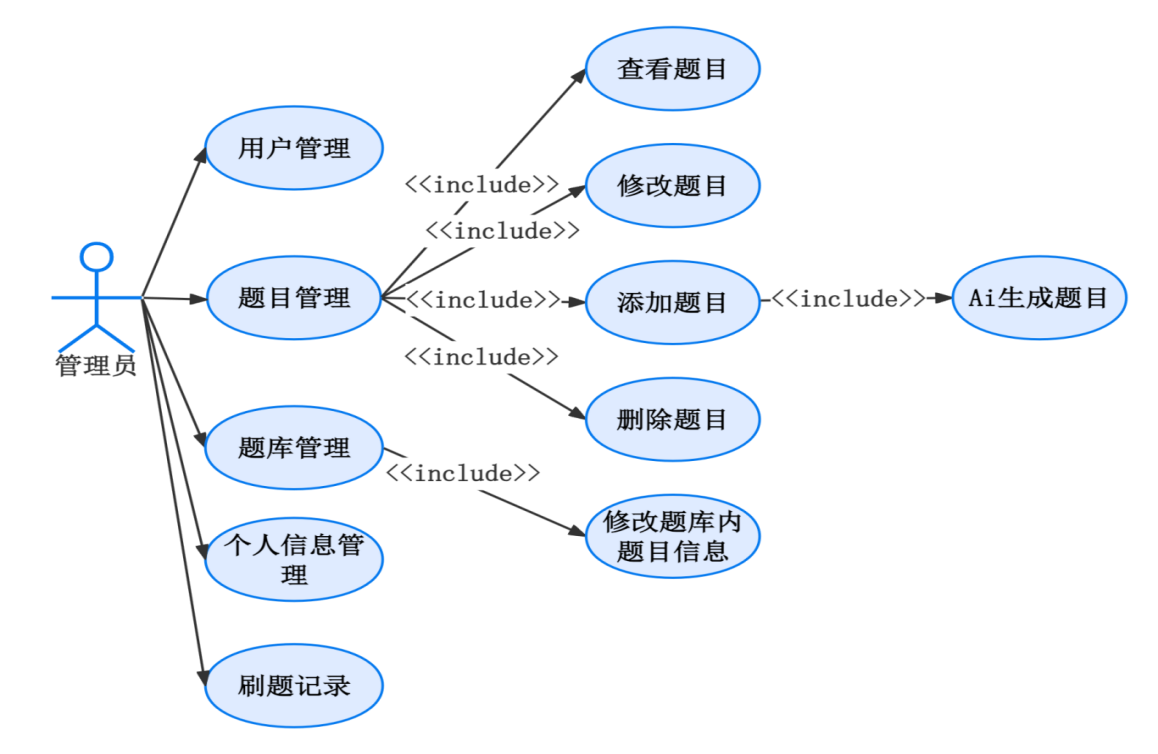 查看题目
用户管理
<<include>>
修改题目
<<include>>
题目管理
<<include>>
添加题目
<<include>>
Ai生成题目
管理员
<<include>>
删除题目
题库管理
<<include>>
修改题库内
题目信息
个人信息管
理
刷题记录